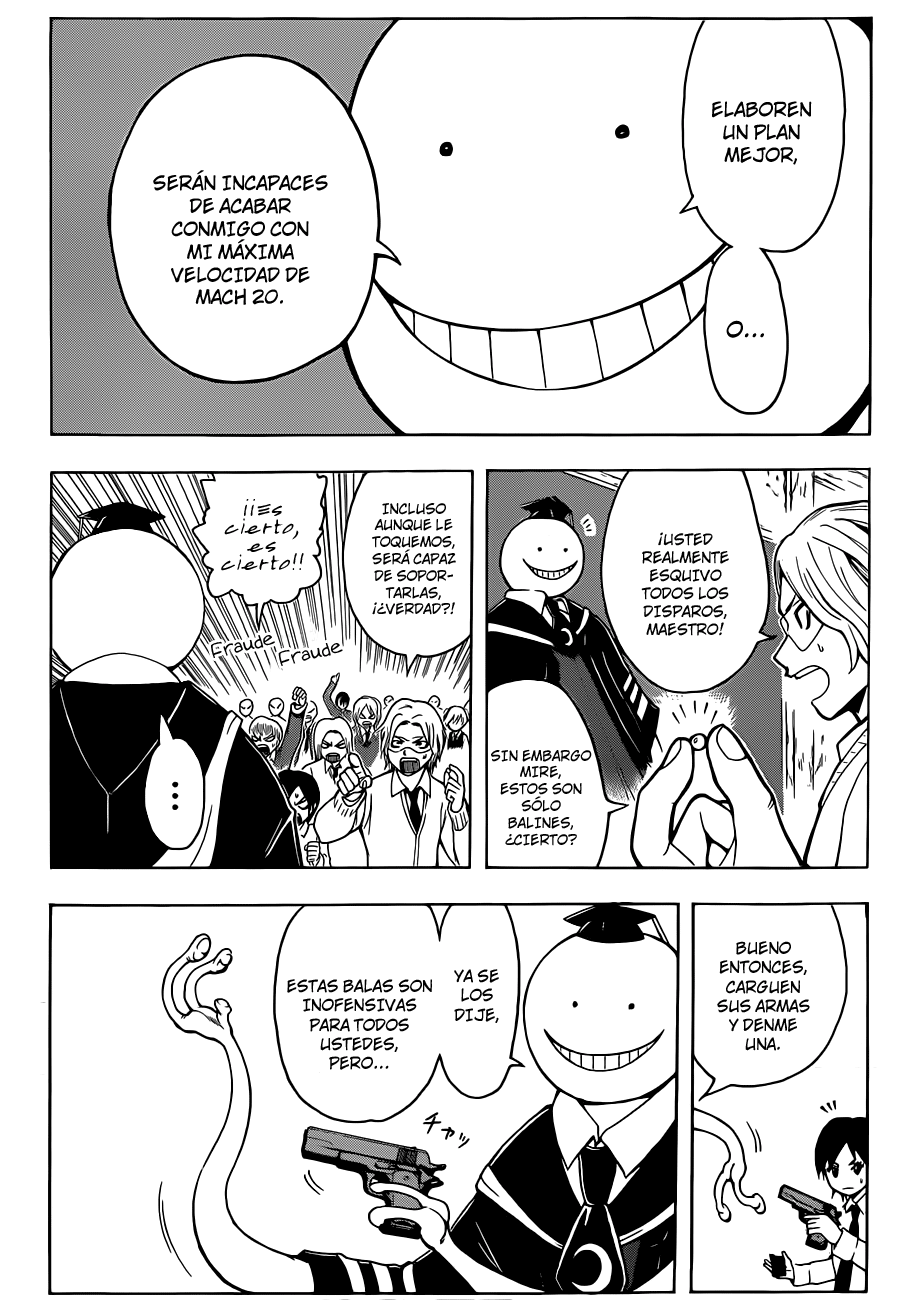 ELABOREN
UN PLAN
MEJOR,
O...
SERÁN INCAPACES
DE ACABAR
CONMIGO CON
MI MÁXIMA
VELOCIDAD DE
MACH 20.
¡USTED
REALMENTE
ESQUIVO
TODOS LOS
DISPAROS,
MAESTRO!
SIN EMBARGO
MIRE,
ESTOS SON
SÓLO
BALINES,
¿CIERTO?
INCLUSO
AUNQUE LE
TOQUEMOS,
SERÁ CAPAZ
DE SOPOR-
TARLAS,
¡¿VERDAD?!
¡¡Es
cierto,
es
cierto!!
Fraude
Fraude
...
BUENO
ENTONCES,
CARGUEN
SUS ARMAS
Y DENME
UNA.
YA SE
LOS
DIJE,
ESTAS BALAS SON
INOFENSIVAS
PARA TODOS
USTEDES,
PERO...
チャッ